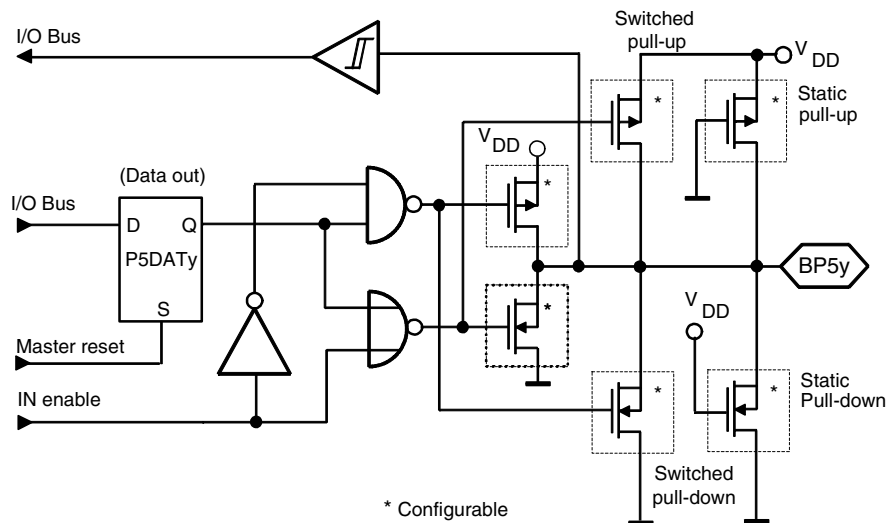 Switched
pull-up
I/O Bus
V DD
*
*
Static
pull-up
V DD
(Data out)
*
I/O Bus
D
Q
P5DATy
BP5y
S
*
V DD
Master reset
*
*
Static
Pull-down
IN enable
Switched
pull-down
* Configurable